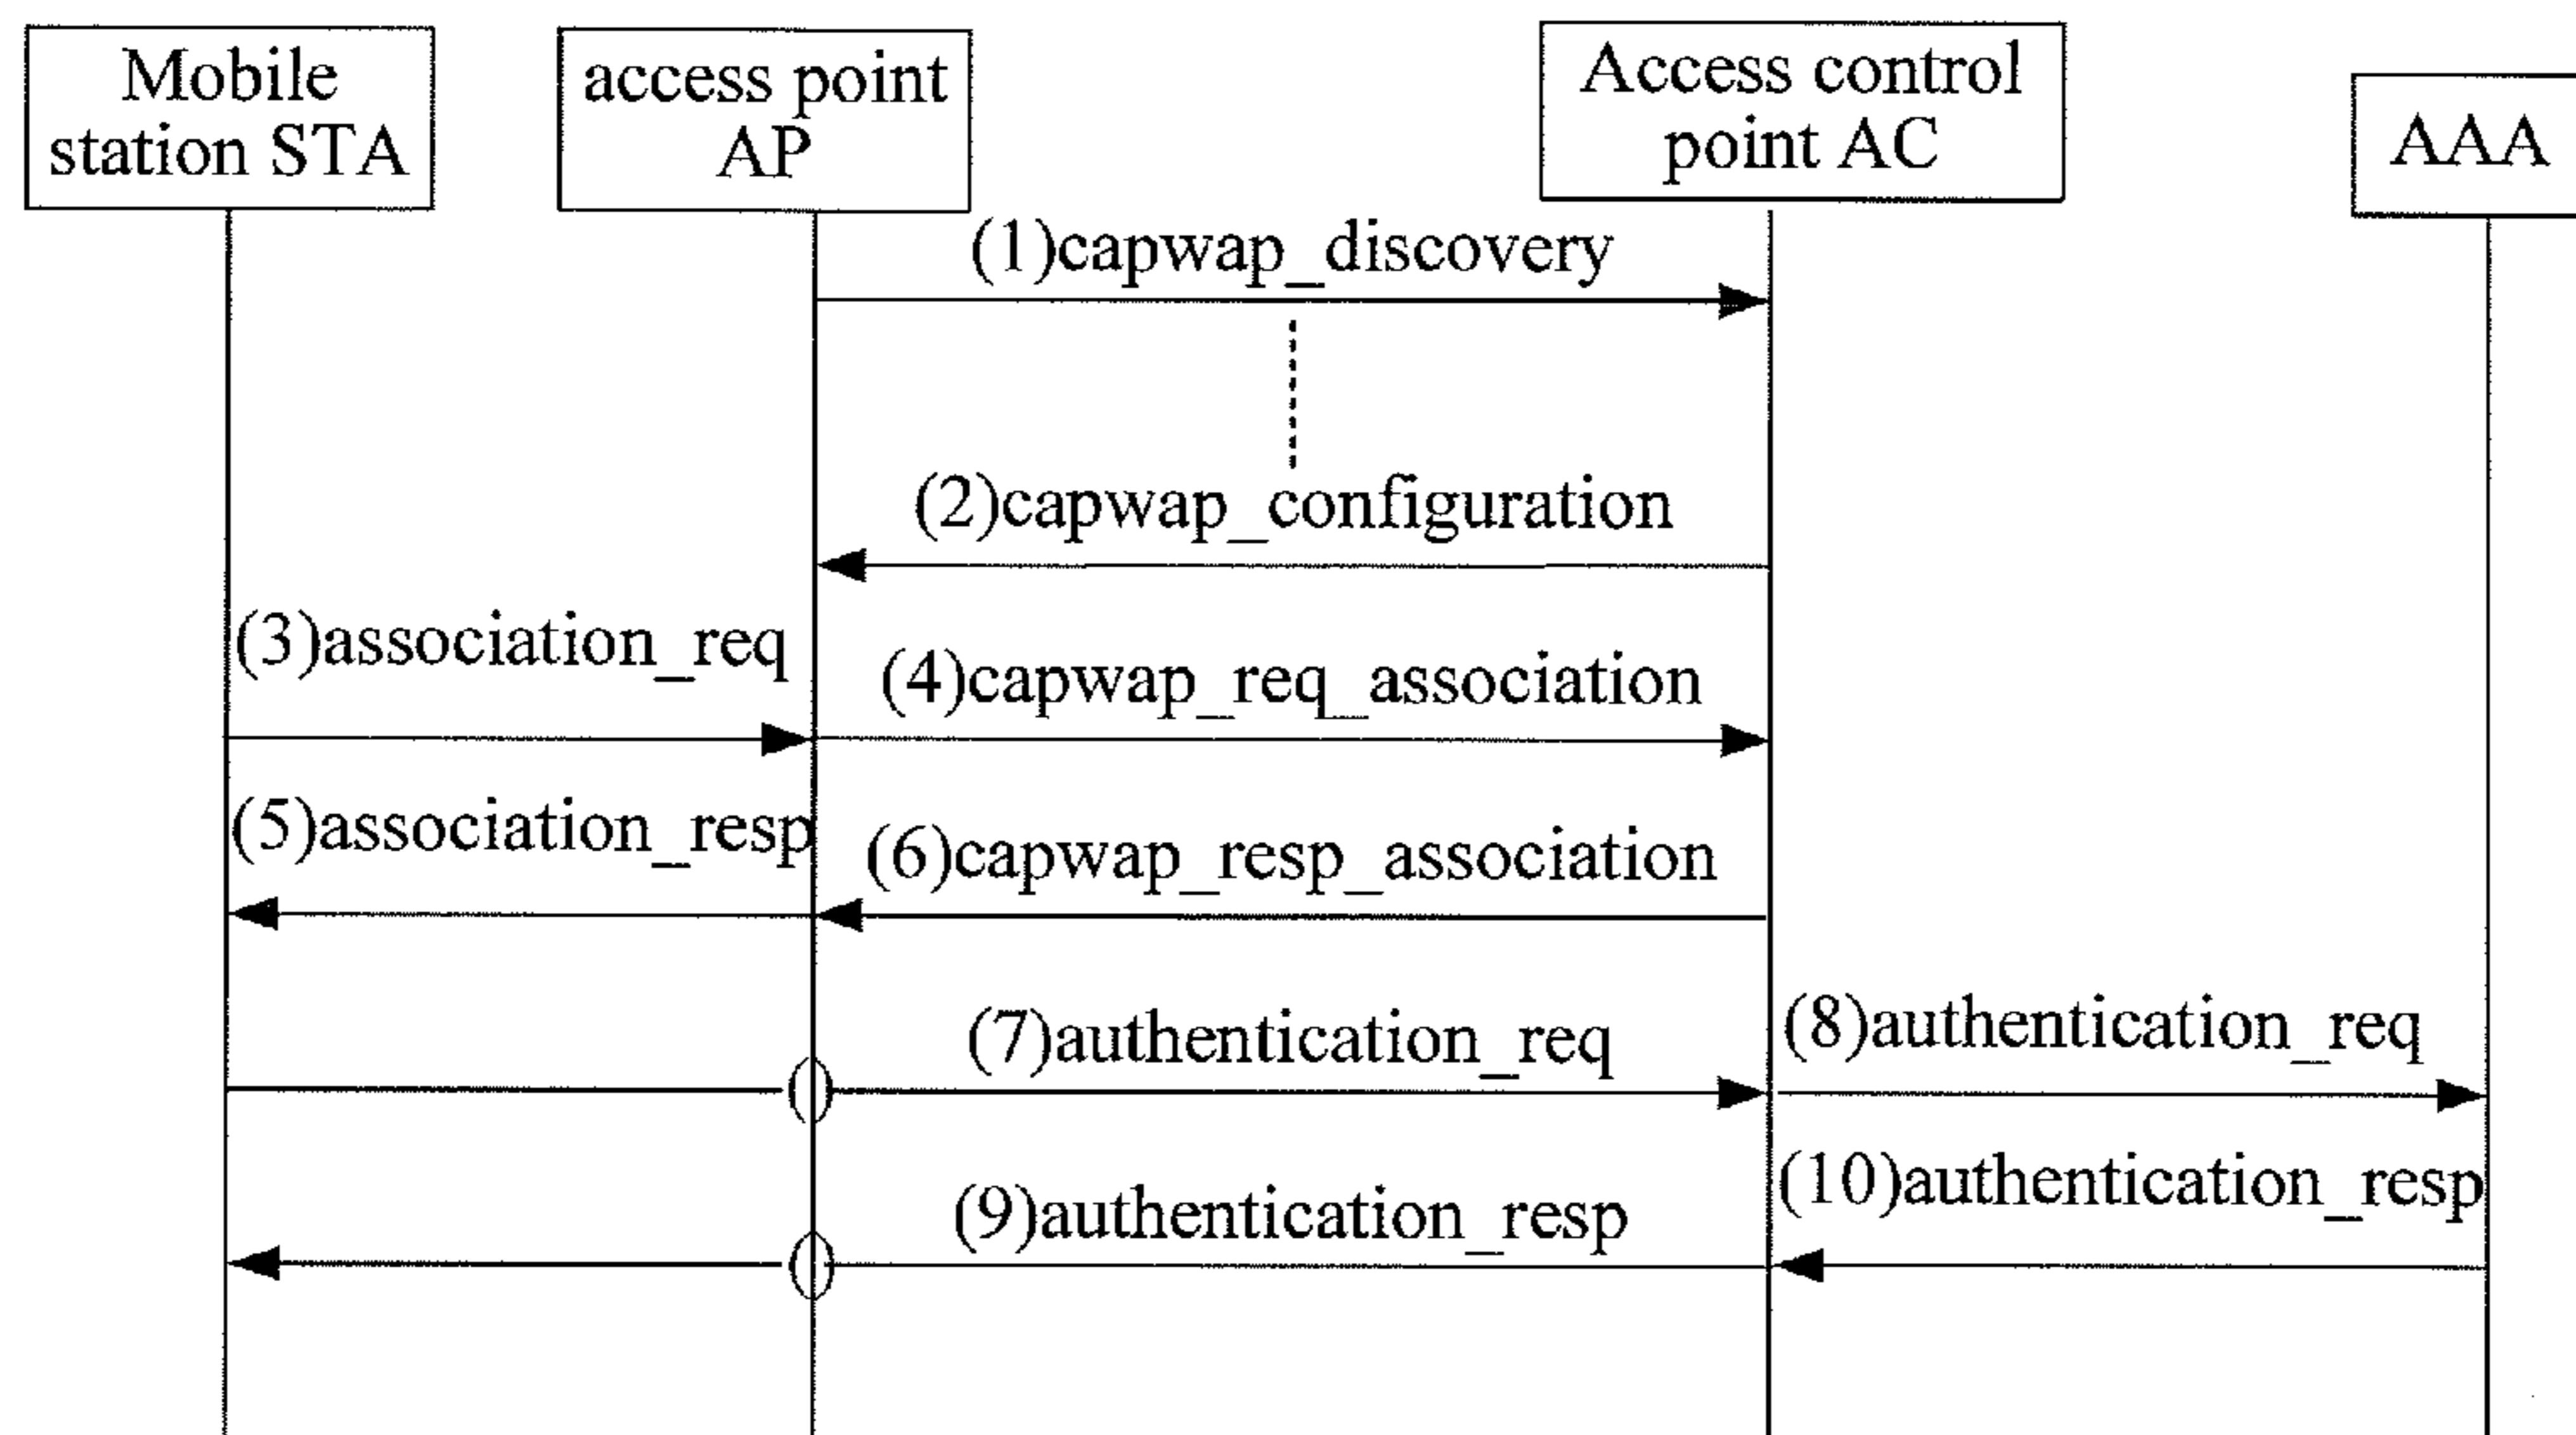 Mobile
station STA
access point
AP
Access control
point AC
AAA
(1)capwap_discovery
(2)capwap_configuration
(3)association_req
(4)capwap_req_association
(5)association_resp
(6)capwap_resp_association
(7)authentication_req
(8)authentication_req
(9)authentication_resp
(10)authentication_resp